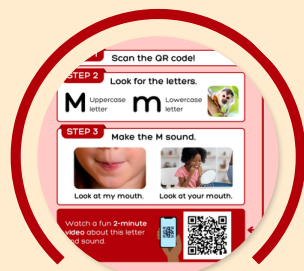 Scan the QR code!
STEP 2
Look for the letters.
M Uppercase letter
m Lowercase letter
STEP 3
Make the M sound.
Look at my mouth.
Look at your mouth.
Watch a fun 2-minute
video about this letter
and sound.